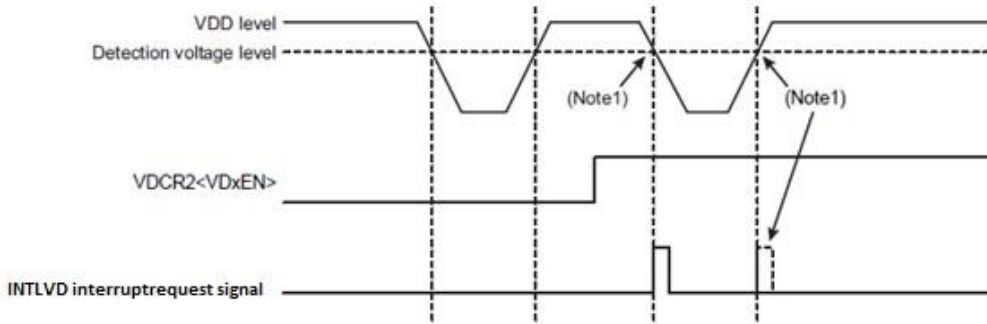 VDD level
Detection voltage level
(Note1)
(Note1)
VDCR2<VDxEN>
INTLVD interruptrequest signal